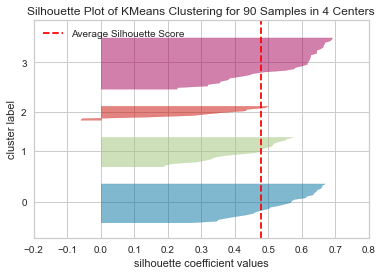 Silhouette Plot of KMeans Clustering for 90 Samples in 4 Centers
Average Silhouette Score
cluster label
3
2
1
0
-0.2 -0.1 0.0 0.1 0.2 0.3 0.4 0.5 0.6 0.7 0.8
silhouette coefficient values